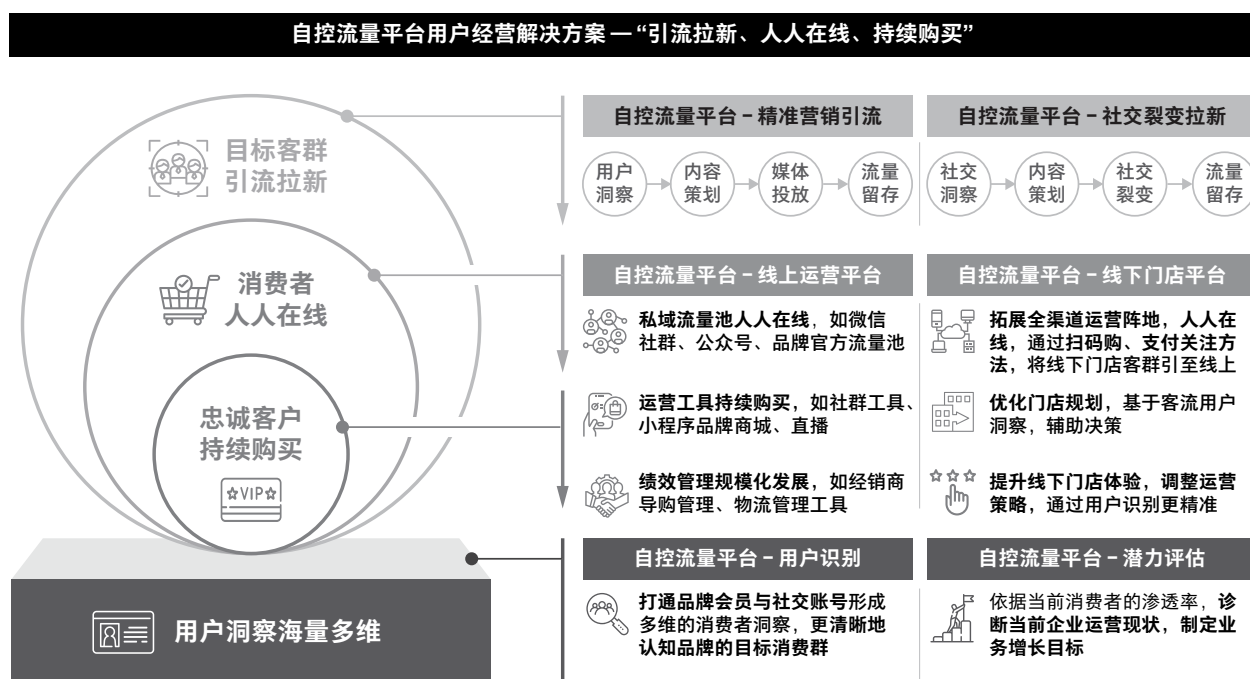 自控流量平台用户经营解决方案 — “引流拉新、人人在线、持续购买”
目标客群
引流拉新
消费者
人人在线
忠诚客户
持续购买
VIP
用户洞察海量多维
自控流量平台 – 精准营销引流
用户
洞察
内容
策划
媒体
投放
流量
留存
自控流量平台 – 社交裂变拉新
社交
洞察
内容
策划
社交
裂变
流量
留存
自控流量平台 – 线上运营平台
私域流量池人人在线，如微信
社群、公众号、品牌官方流量池
运营工具持续购买，如社群工具、
小程序品牌商城、直播
绩效管理规模化发展，如经销商
导购管理、物流管理工具
自控流量平台 – 线下门店平台
拓展全渠道运营阵地，人人在
线，通过扫码购、支付关注方
法，将线下门店客群引至线上
优化门店规划，基于客流用户
洞察，辅助决策
提升线下门店体验，调整运营
策略，通过用户识别更精准
自控流量平台 – 用户识别
打通品牌会员与社交账号形成
多维的消费者洞察，更清晰地
认知品牌的目标消费群
自控流量平台 – 潜力评估
依据当前消费者的渗透率，诊
断当前企业运营现状，制定业
务增长目标